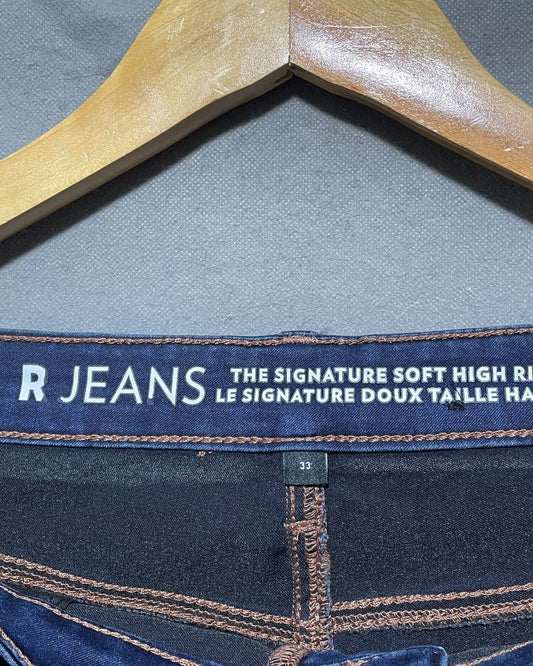 R JEANS
THE SIGNATURE SOFT HIGH RI
LE SIGNATURE DOUX TAILLE HA
33